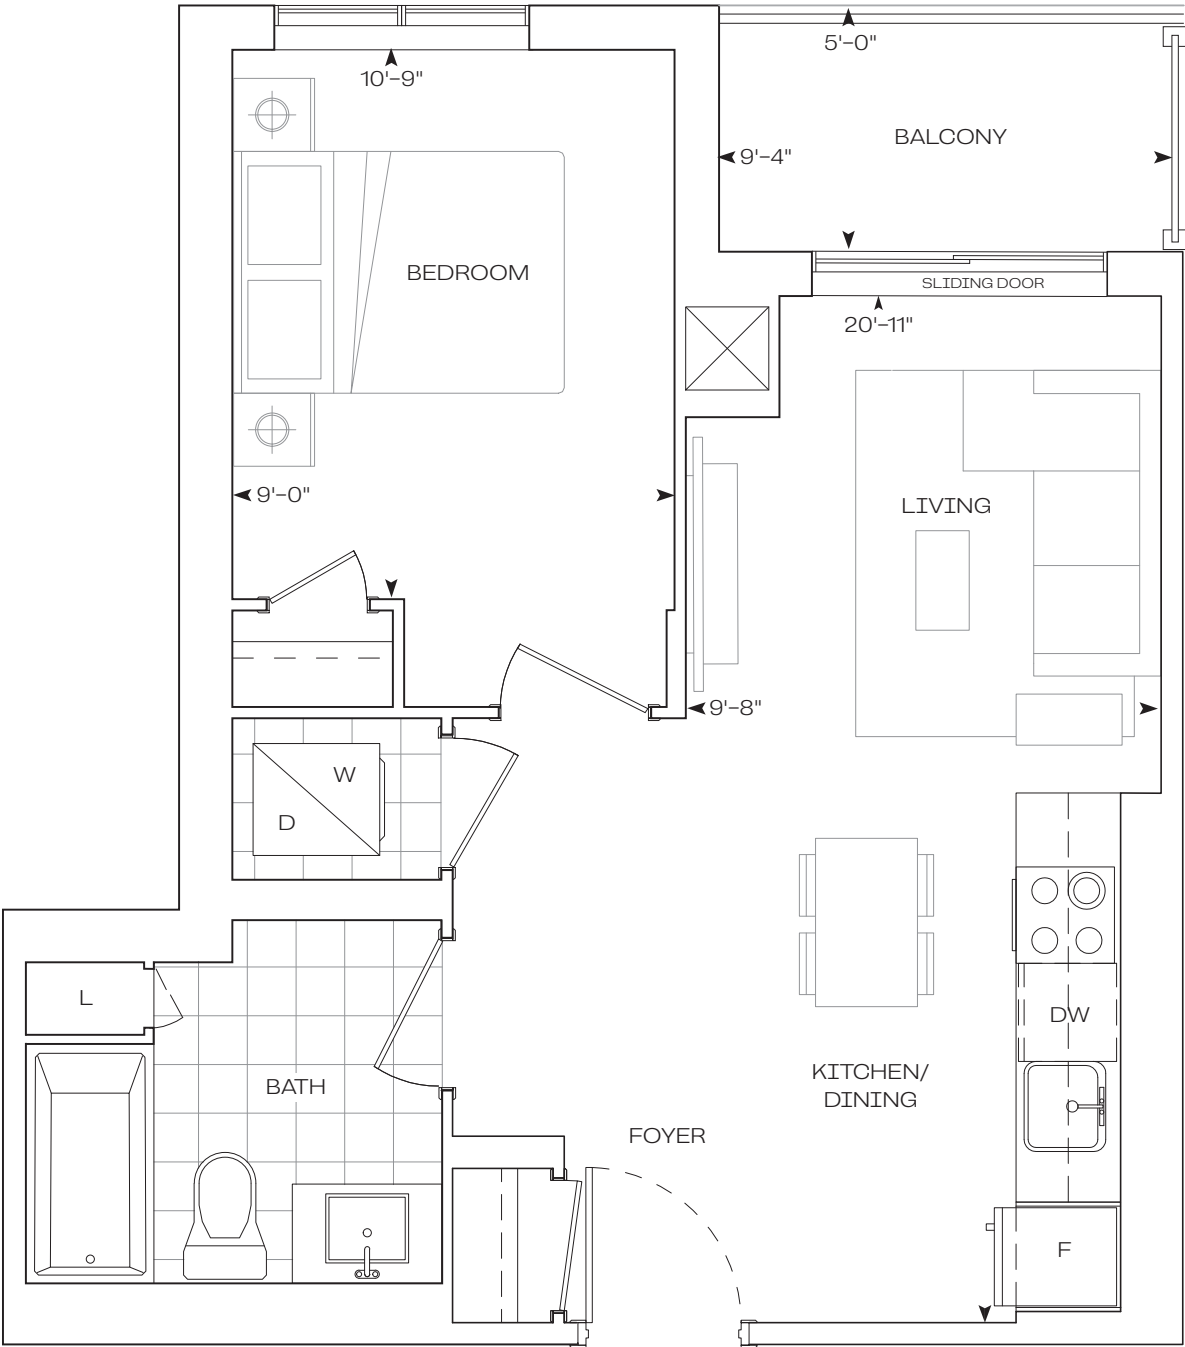 5'-0"
10'-9"
BALCONY
9'-4"
BEDROOM
SLIDING DOOR
20'-11"
9'-0"
LIVING
9'-8"
W
D
L
DW
KITCHEN/
DINING
BATH
FOYER
F